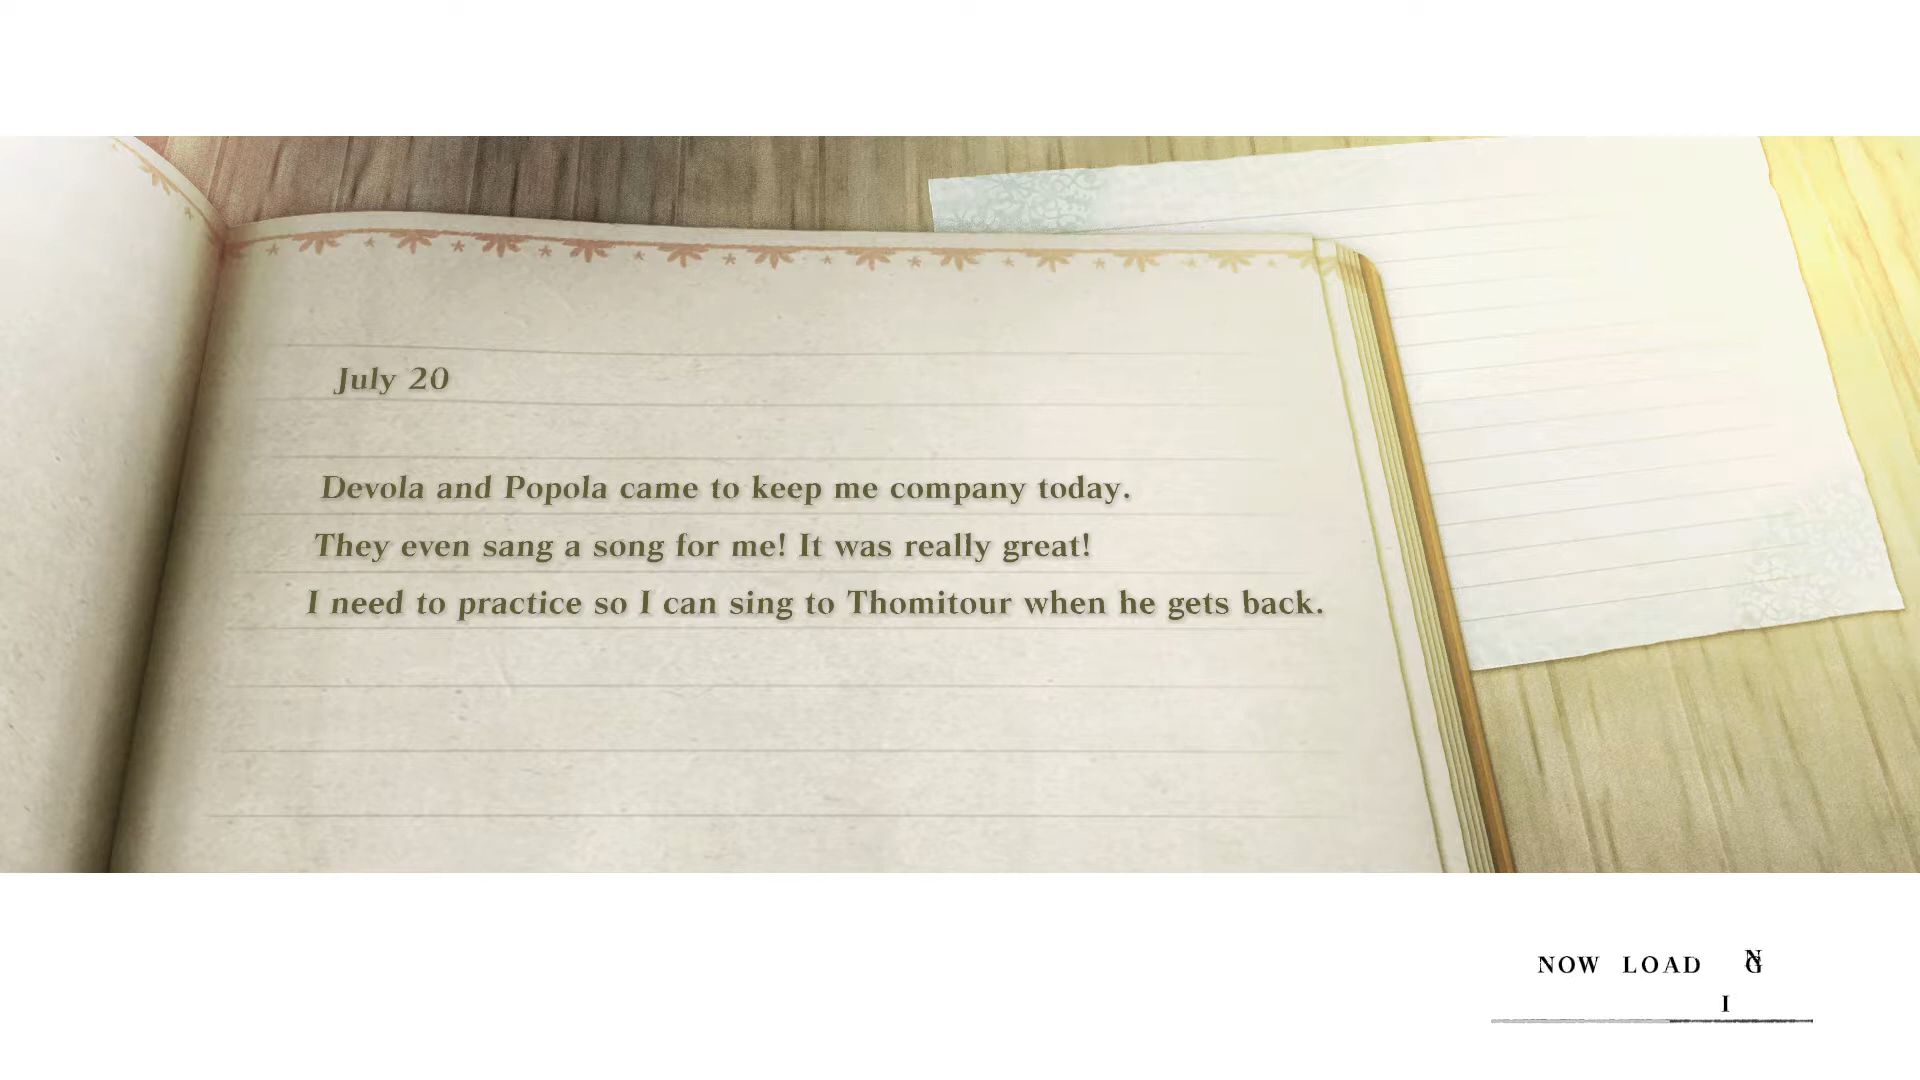 July 20
Devola and Popola came to keep me company today.
They even sang a song for me! It was really great!
I need to practice so I can sing to Thomitour when he gets back.
NOW LOADING